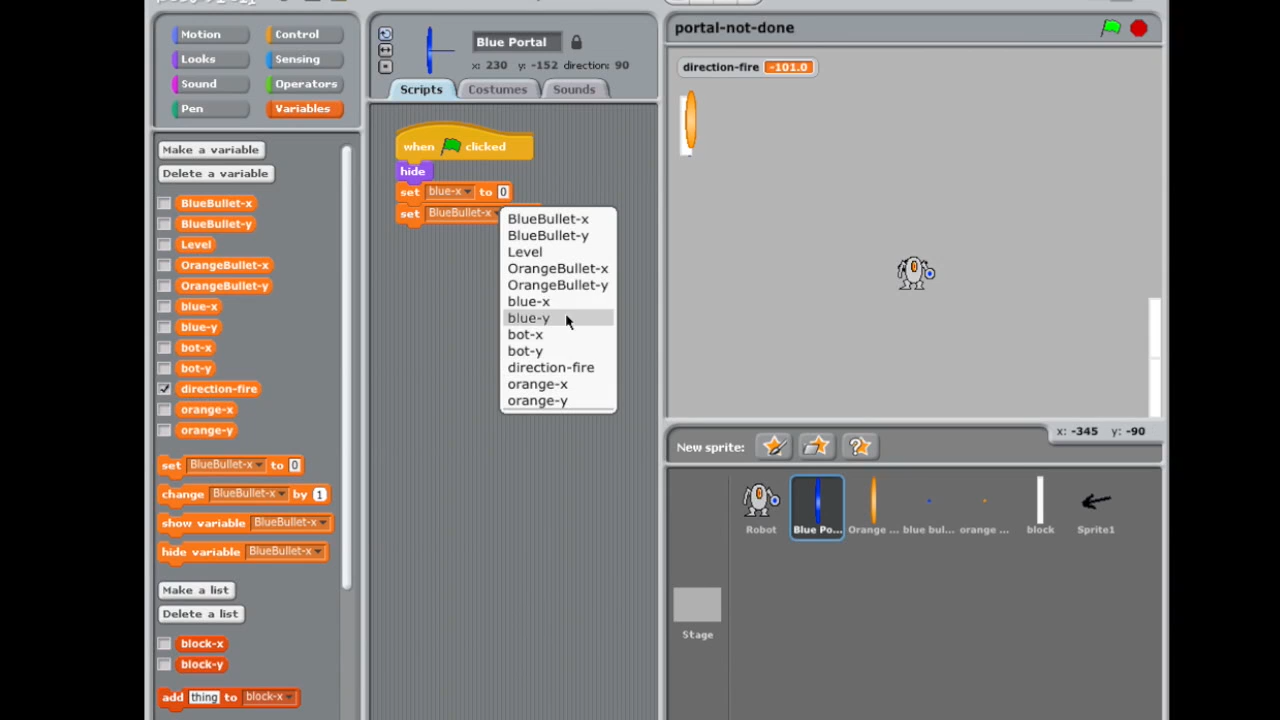 Motion
Control
Looks
Sensing
Sound
Operators
Pen
Variables
Make a variable
Delete a variable
BlueBullet-x
BlueBullet-y
Level
OrangeBullet-x
OrangeBullet-y
blue-x
blue-y
bot-x
bot-y
direction-fire
orange-x
orange-y
set BlueBullet-x to 0
change BlueBullet-x by 1
show variable BlueBullet-x
hide variable BlueBullet-x
Make a list
Delete a list
block-x
block-y
add thing to block-x
Blue Portal
x: 230 y: -152 direction: 90
Scripts
Costumes
Sounds
when clicked
hide
set blue-x to 0
set BlueBullet-x
BlueBullet-x
BlueBullet-y
Level
OrangeBullet-x
OrangeBullet-y
blue-x
blue-y
bot-x
bot-y
direction-fire
orange-x
orange-y
portal-not-done
direction-fire -101.0
x: -345 y: -90
New sprite:
Robot
Blue Po...
Orange ...
blue bul...
orange ...
block
Sprite1
Stage